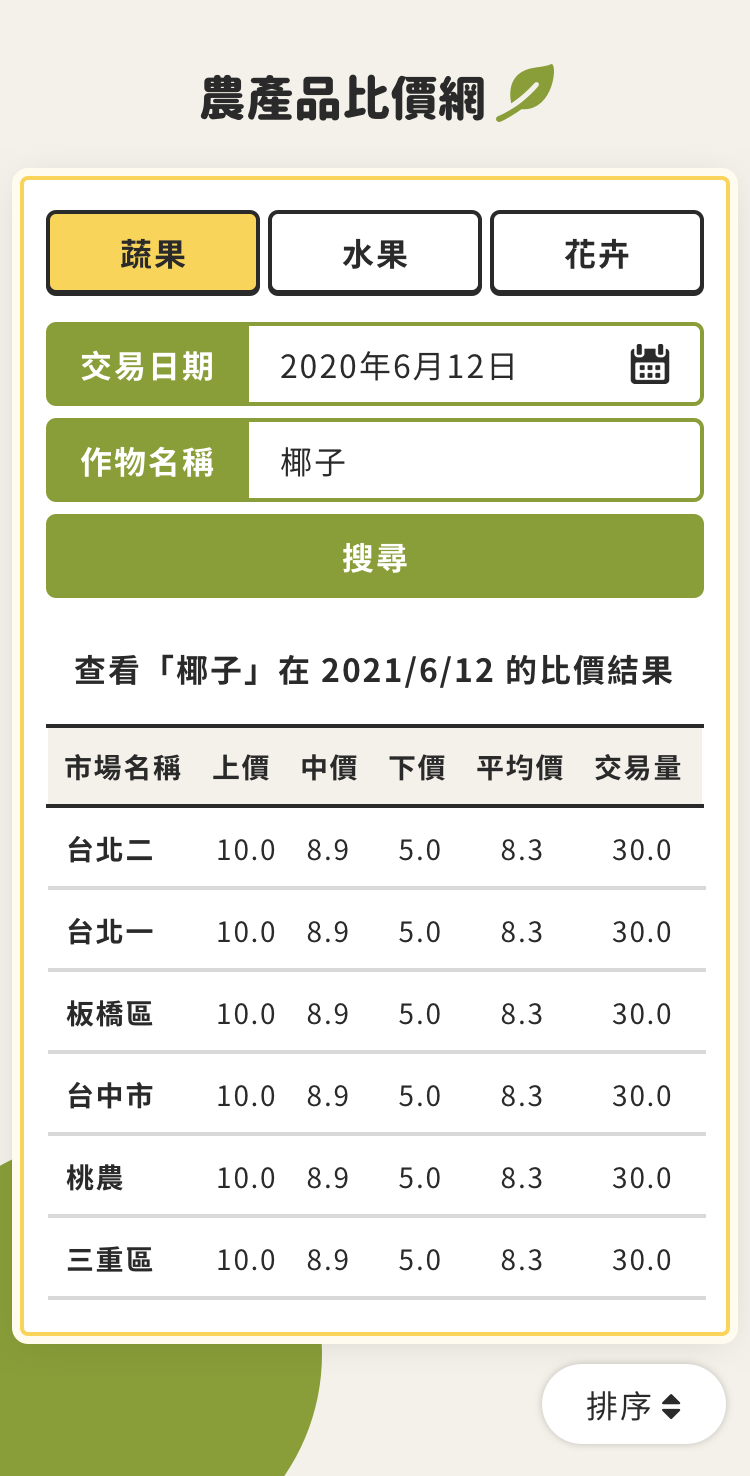 農產品比價網
蔬果 水果 花卉
交易日期 2020年6月12日
作物名稱 椰子
搜尋
查看「椰子」在 2021/6/12 的比價結果
市場名稱 上價 中價 下價 平均價 交易量
台北二 10.0 8.9 5.0 8.3 30.0
台北一 10.0 8.9 5.0 8.3 30.0
板橋區 10.0 8.9 5.0 8.3 30.0
台中市 10.0 8.9 5.0 8.3 30.0
桃農 10.0 8.9 5.0 8.3 30.0
三重區 10.0 8.9 5.0 8.3 30.0
排序